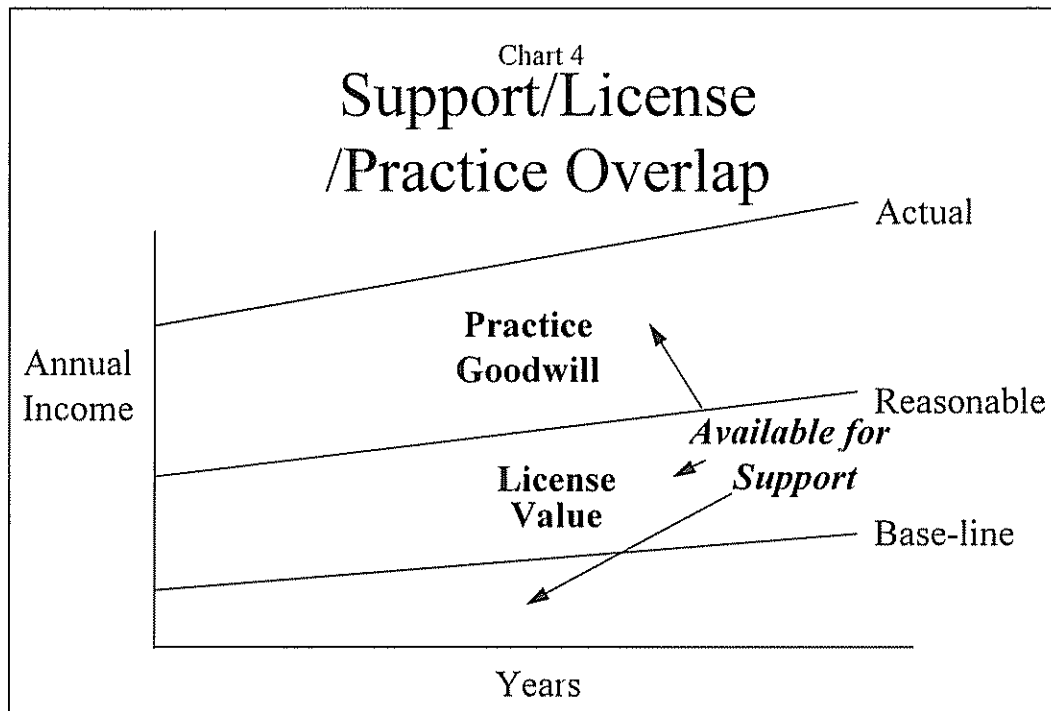 Chart 4
Support/License
/Practice Overlap
Actual
Practice
Goodwill
Annual
Income
Reasonable
Available for
Support
License
Value
Base-line
Years